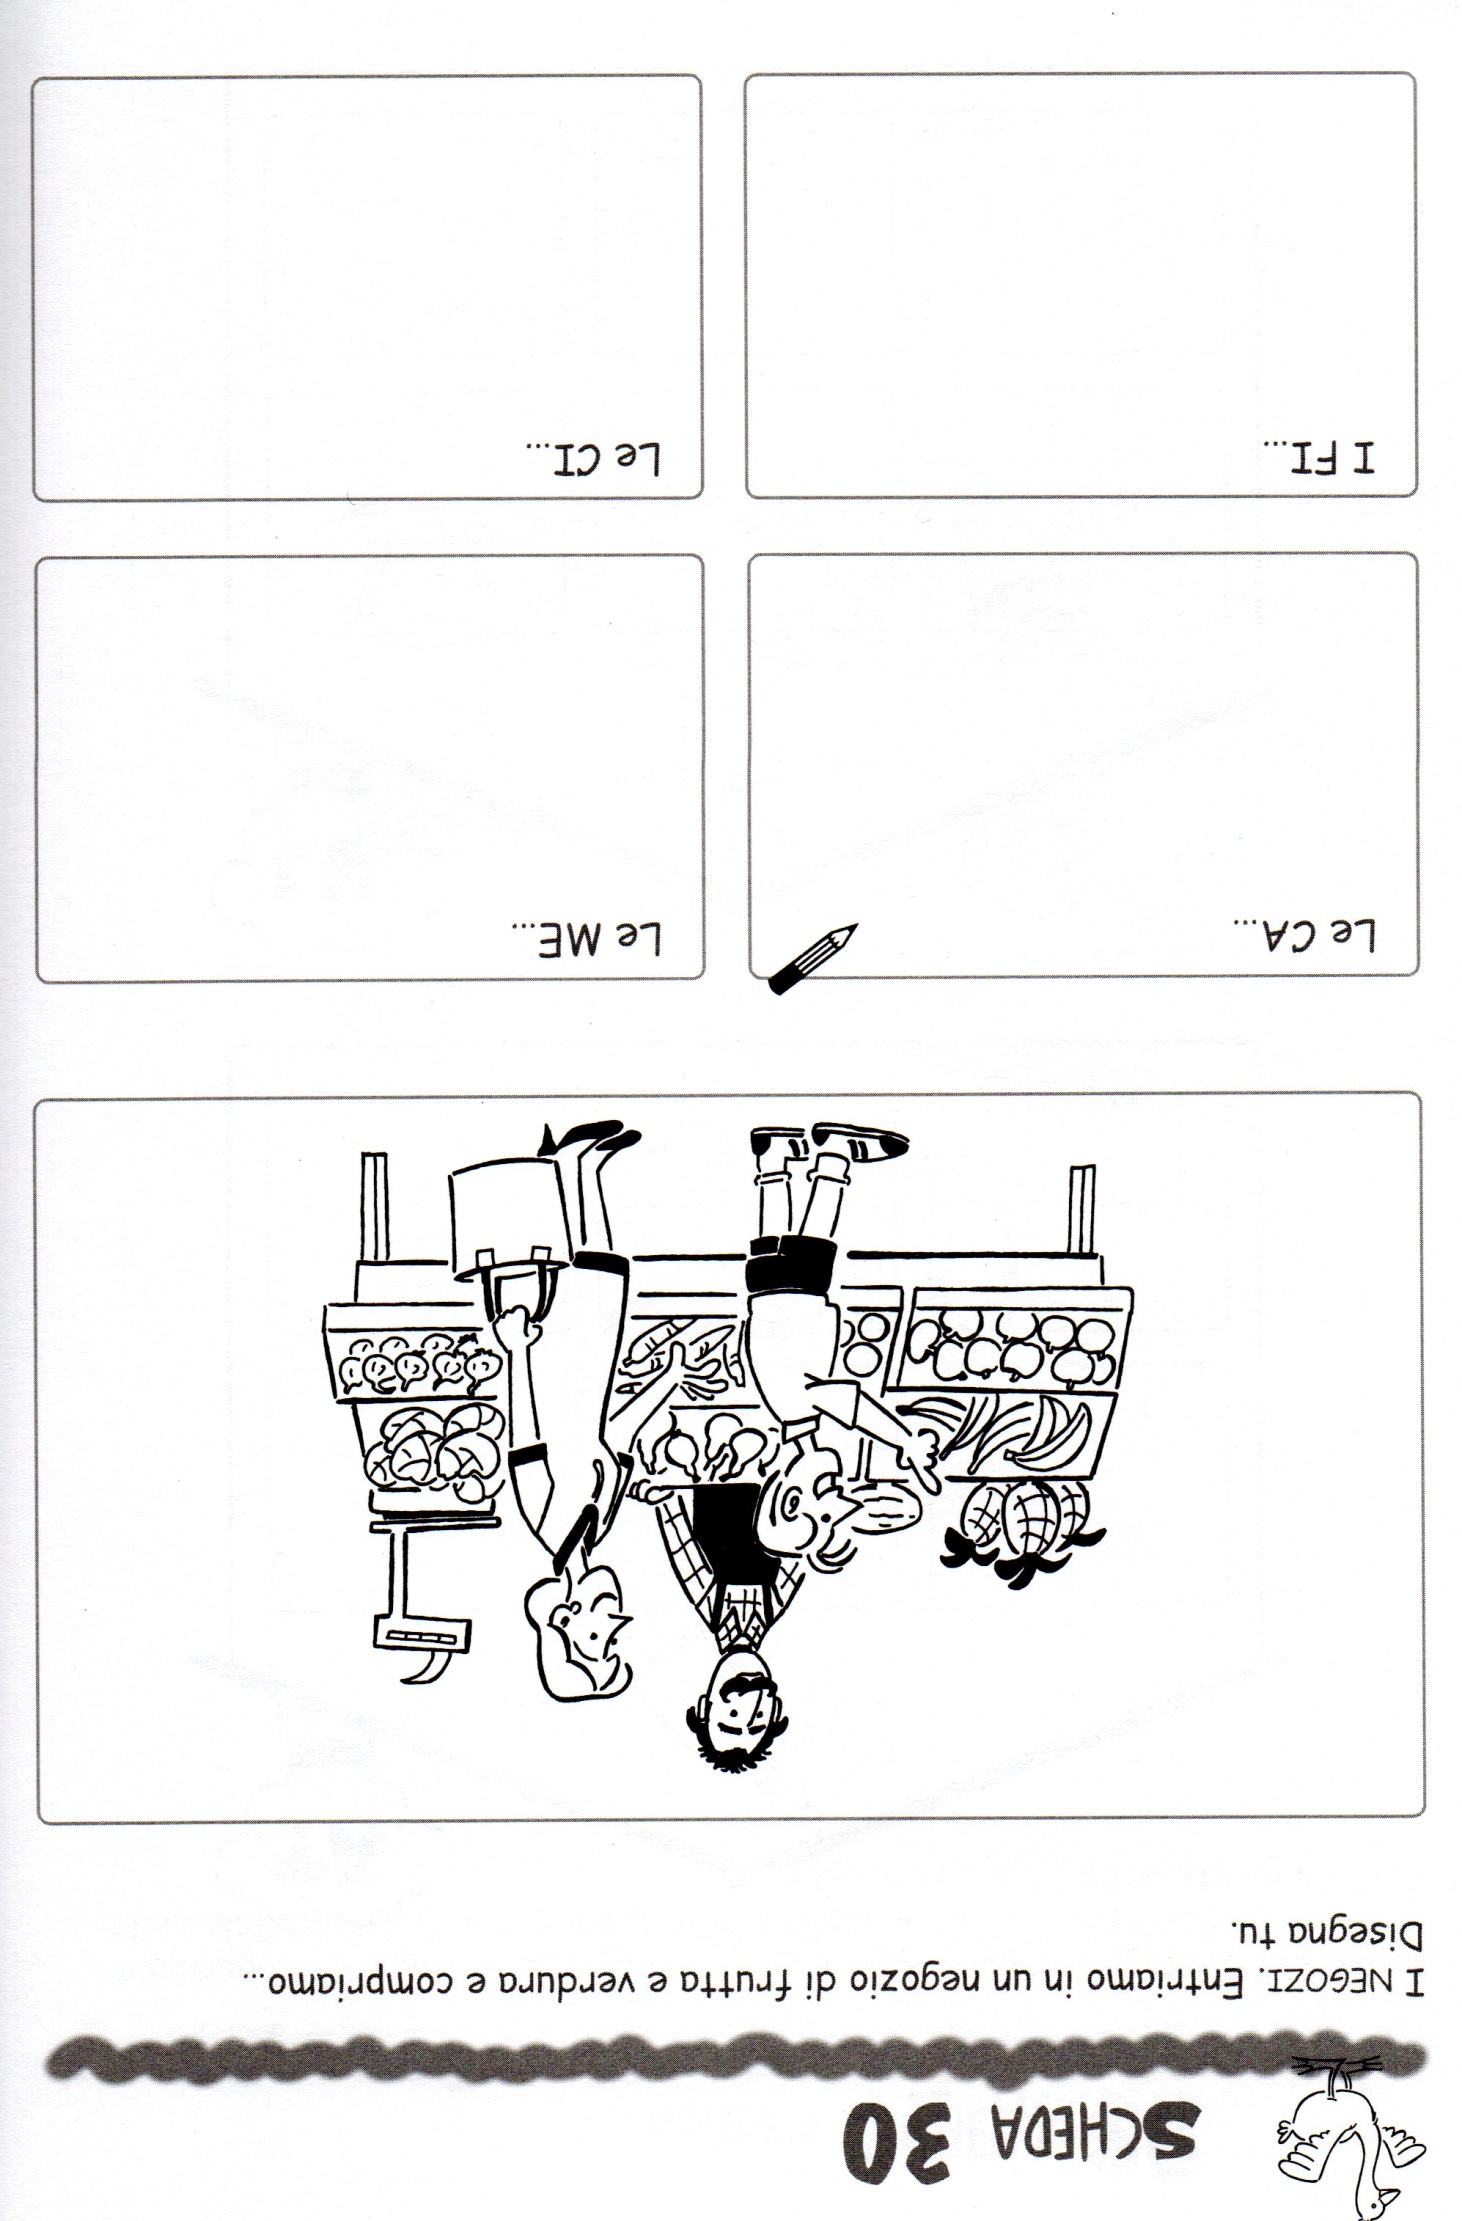 SCHEDA 30
I NEGOZI. Entriamo in un negozio di frutta e verdura e compriamo...
Disegna tu.
Le CA...
Le ME...
I FI...
Le CI...